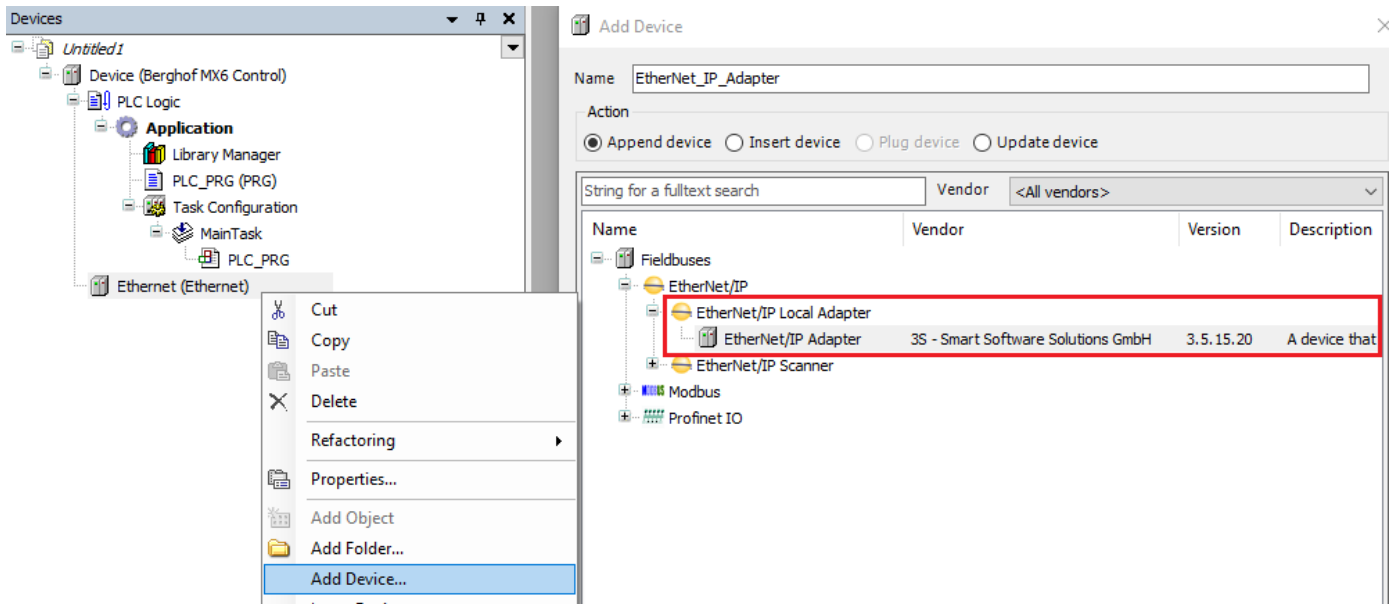 Devices
Untitled1
Device (Berghof MX6 Control)
PLC Logic
Application
Library Manager
PLC_PRG (PRG)
Task Configuration
MainTask
PLC_PRG
Ethernet (Ethernet)
Cut
Copy
Paste
Delete
Refactoring
Properties...
Add Object
Add Folder...
Add Device...
Add Device
Name EtherNet_IP_Adapter
Action
Append device Insert device Plug device Update device
String for a fulltext search Vendor <All vendors>
Name Vendor Version Description
Fieldbuses
EtherNet/IP
EtherNet/IP Local Adapter
EtherNet/IP Adapter 3S - Smart Software Solutions GmbH 3.5.15.20 A device that
EtherNet/IP Scanner
Modbus
Profinet IO